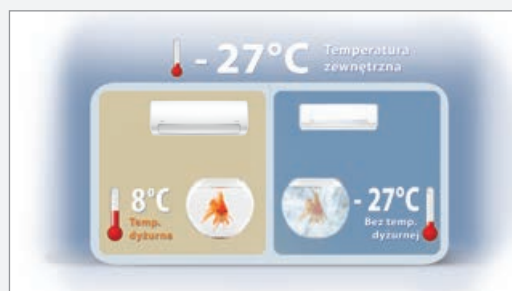 - 27°C
Temperatura
zewnętrzna
8°C
Temp.
dyżurna
- 27°C
Bez temp.
dyżurnej